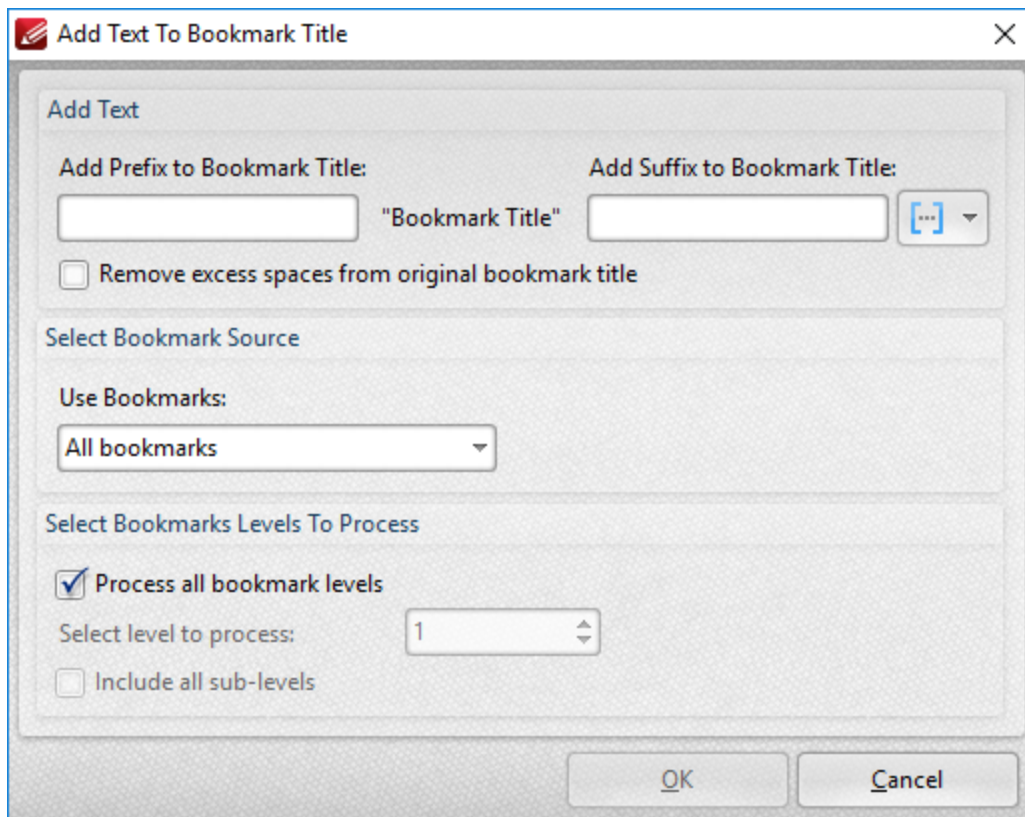 Add Text To Bookmark Title
Add Text
Add Prefix to Bookmark Title: Add Suffix to Bookmark Title:
"Bookmark Title"
Remove excess spaces from original bookmark title
Select Bookmark Source
Use Bookmarks:
All bookmarks
Select Bookmarks Levels To Process
Process all bookmark levels
Select level to process: 1
Include all sub-levels
OK Cancel